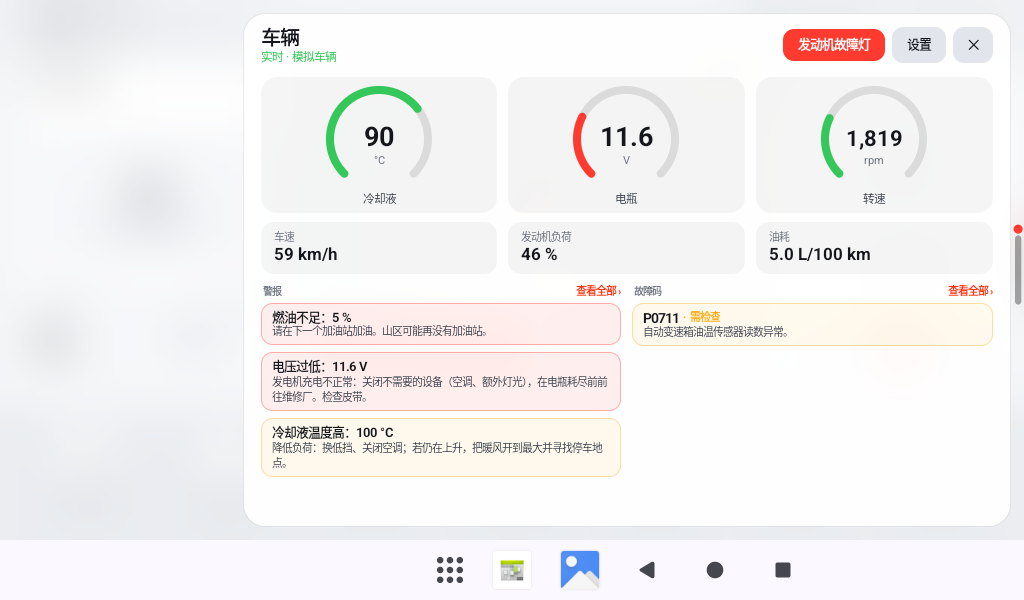 车辆
实时 · 模拟车辆
发动机故障灯
设置
90
°C
冷却液
11.6
V
电瓶
1,819
rpm
转速
车速
59 km/h
发动机负荷
46 %
油耗
5.0 L/100 km
警报
查看全部 ›
燃油不足：5 %
请在下一个加油站加油。山区可能再没有加油站。
电压过低：11.6 V
发电机充电不正常：关闭不需要的设备（空调、额外灯光），在电瓶耗尽前前
往维修厂。检查皮带。
冷却液温度高：100 °C
降低负荷：换低挡、关闭空调；若仍在上升，把暖风开到最大并寻找停车地
点。
故障码
查看全部 ›
P0711 · 需检查
自动变速箱油温传感器读数异常。